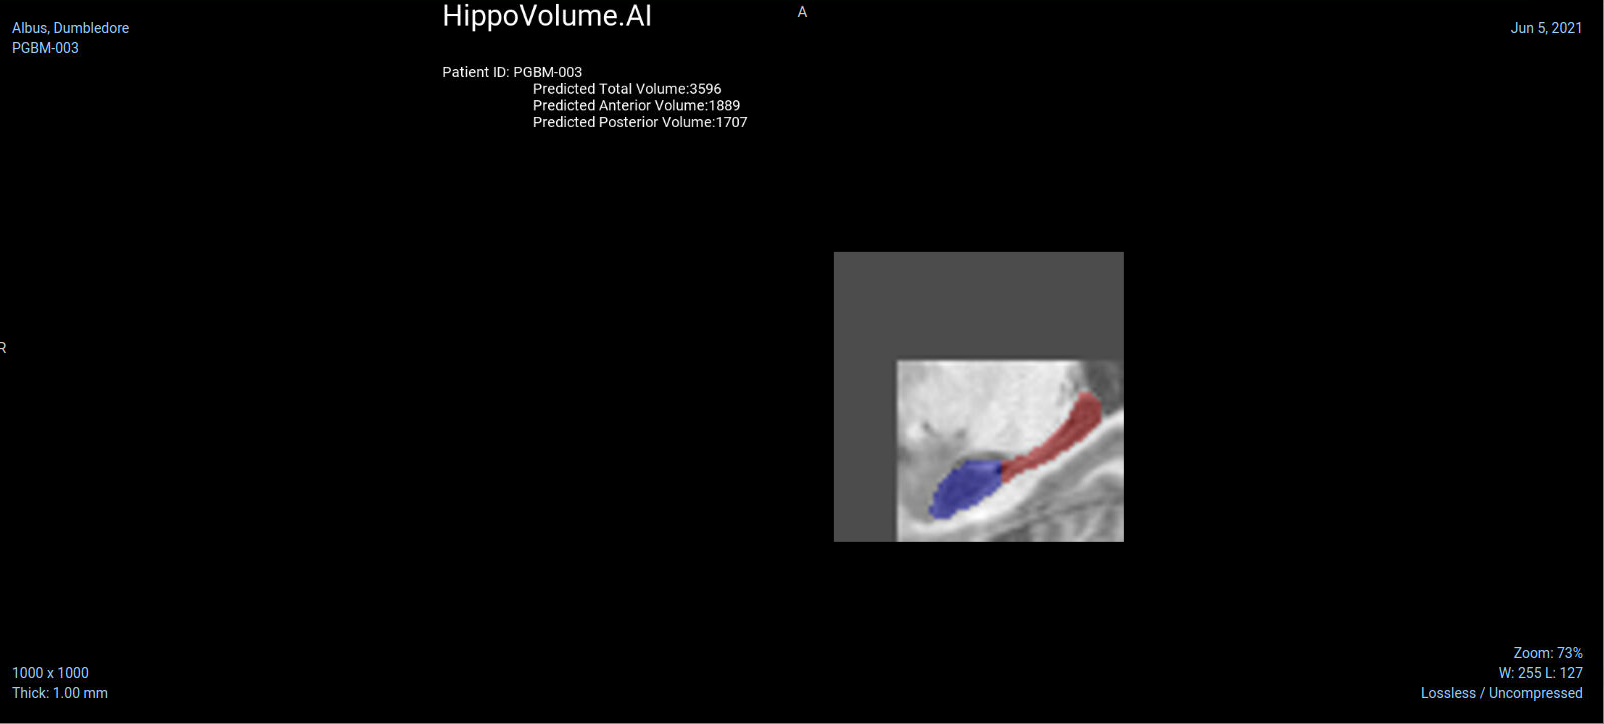 HippoVolume.AI
A
Albus, Dumbledore
PGBM-003
Jun 5, 2021
Patient ID: PGBM-003
Predicted Total Volume:3596
Predicted Anterior Volume:1889
Predicted Posterior Volume:1707
R
1000 x 1000
Thick: 1.00 mm
Zoom: 73%
W: 255 L: 127
Lossless / Uncompressed